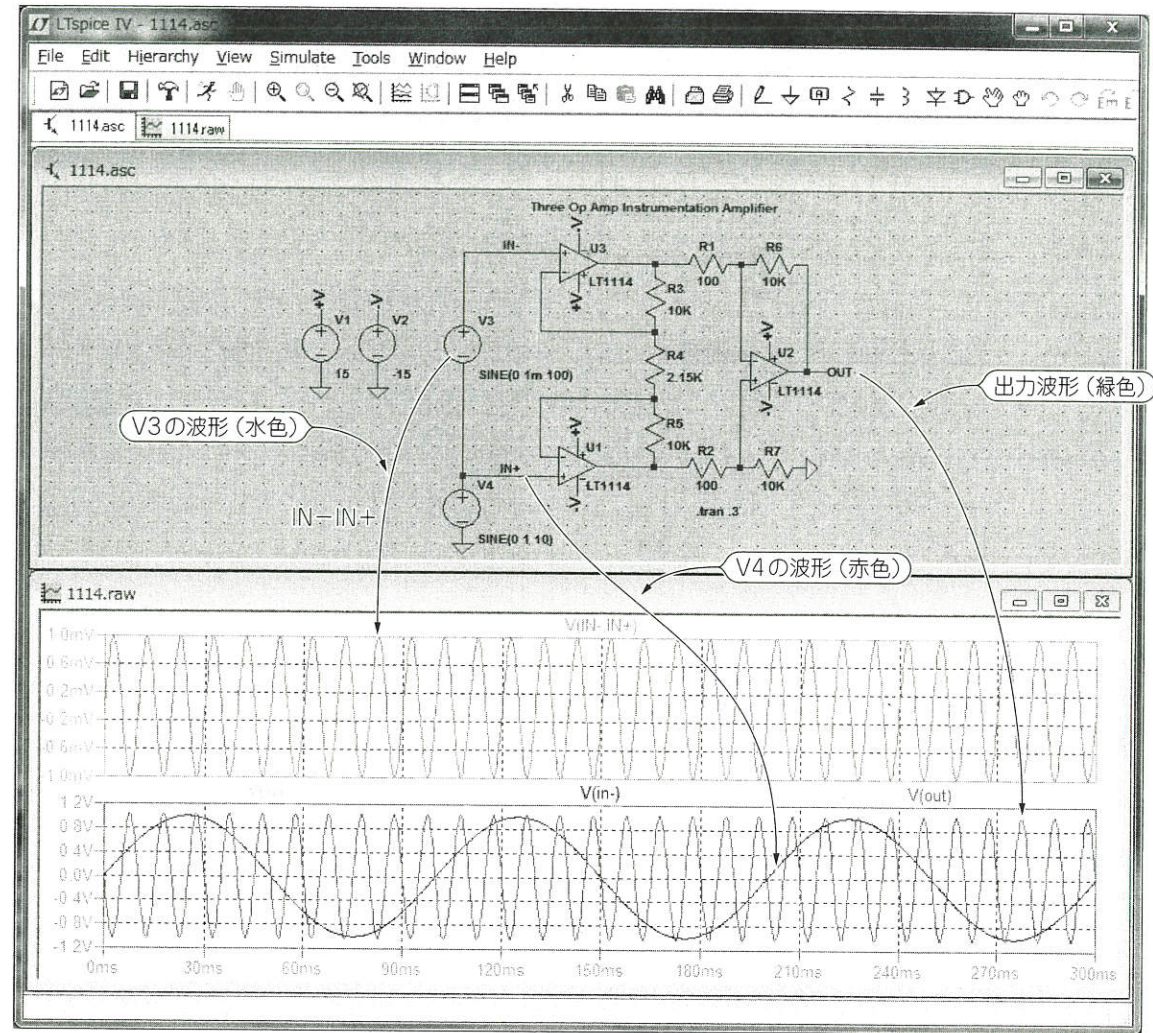 LTspice IV - 1114.asc
File Edit Hierarchy View Simulate Tools Window Help
1114.asc 1114.raw
1114.asc
Three Op Amp Instrumentation Amplifier
IN-
-V
U3
LT1114
+V
R1
100
R6
10K
R3
10K
+V
V1
15
-V
V2
-15
V3
SINE(0 1m 100)
R4
2.15K
+V
U2
LT1114
-V
OUT
出力波形(緑色)
V3の波形(水色)
R5
10K
+V
U1
LT1114
-V
R2
100
R7
10K
IN+
V4
SINE(0 1 10)
.tran .3
IN-IN+
V4の波形(赤色)
1114.raw
V(IN-,IN+)
1.0mV
0.6mV
0.2mV
-0.2mV
-0.6mV
-1.0mV
V(in-) V(out)
1.2V
0.8V
0.4V
0.0V
-0.4V
-0.8V
-1.2V
0ms 30ms 60ms 90ms 120ms 150ms 180ms 210ms 240ms 270ms 300ms